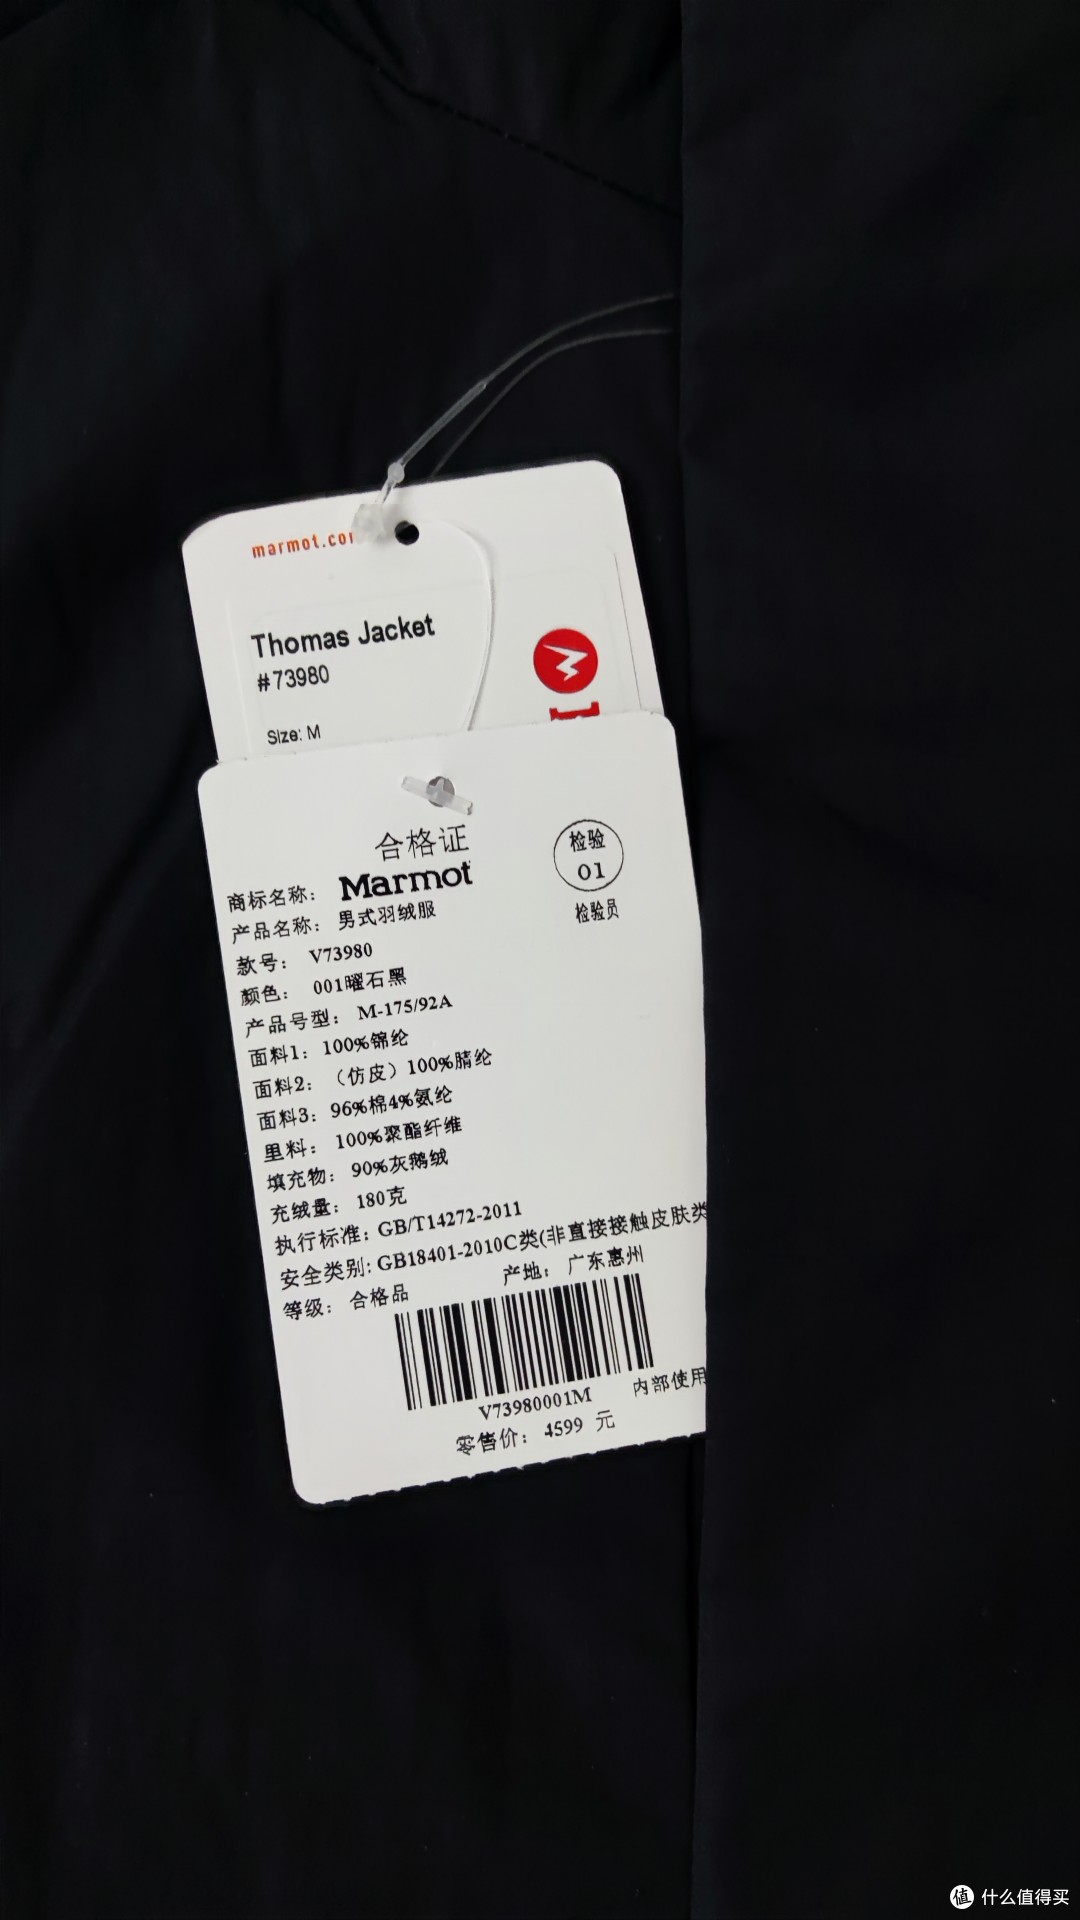 marmot.co
Thomas Jacket
#73980
Size: M
合格证
检验
01
检验员
商标名称: Marmot
产品名称: 男式羽绒服
款号: V73980
颜色: 001曜石黑
产品号型: M-175/92A
面料1: 100%锦纶
面料2: (仿皮) 100%腈纶
面料3: 96%棉4%氨纶
里料: 100%聚酯纤维
填充物: 90%灰鹅绒
充绒量: 180克
执行标准: GB/T14272-2011
安全类别: GB18401-2010C类(非直接接触皮肤类
等级: 合格品 产地: 广东惠州
V73980001M 内部使用
零售价: 4599 元
值 什么值得买